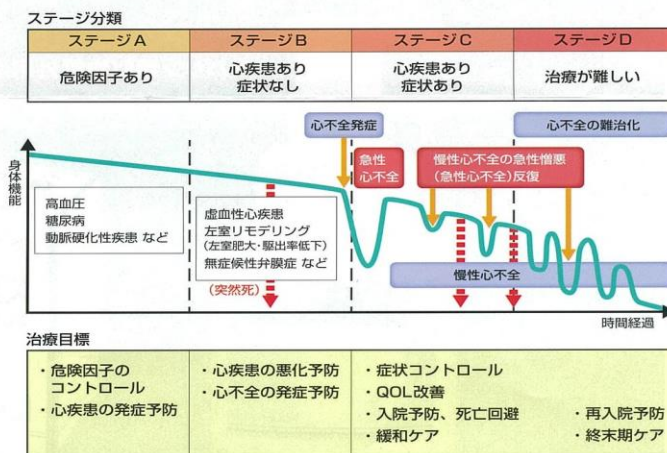 ステージ分類
ステージA
ステージB
ステージC
ステージD
危険因子あり
心疾患あり
症状なし
心疾患あり
症状あり
治療が難しい
心不全発症
心不全の難治化
急性
心不全
慢性心不全の急性憎悪
(急性心不全)反復
身体機能
高血圧
糖尿病
動脈硬化性疾患 など
虚血性心疾患
左室リモデリング
(左室肥大・駆出率低下)
無症候性弁膜症 など
(突然死)
慢性心不全
時間経過
治療目標
・危険因子の
コントロール
・心疾患の発症予防
・心疾患の悪化予防
・心不全の発症予防
・症状コントロール
・QOL改善
・入院予防、死亡回避
・緩和ケア
・再入院予防
・終末期ケア